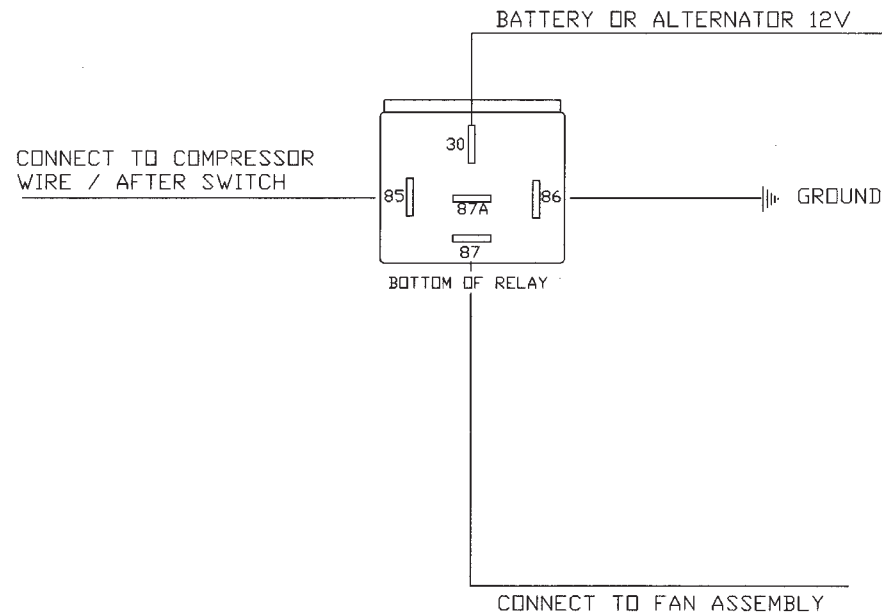 BATTERY OR ALTERNATOR 12V
30
CONNECT TO COMPRESSOR
WIRE / AFTER SWITCH
85
87A
86
GROUND
87
BOTTOM OF RELAY
CONNECT TO FAN ASSEMBLY